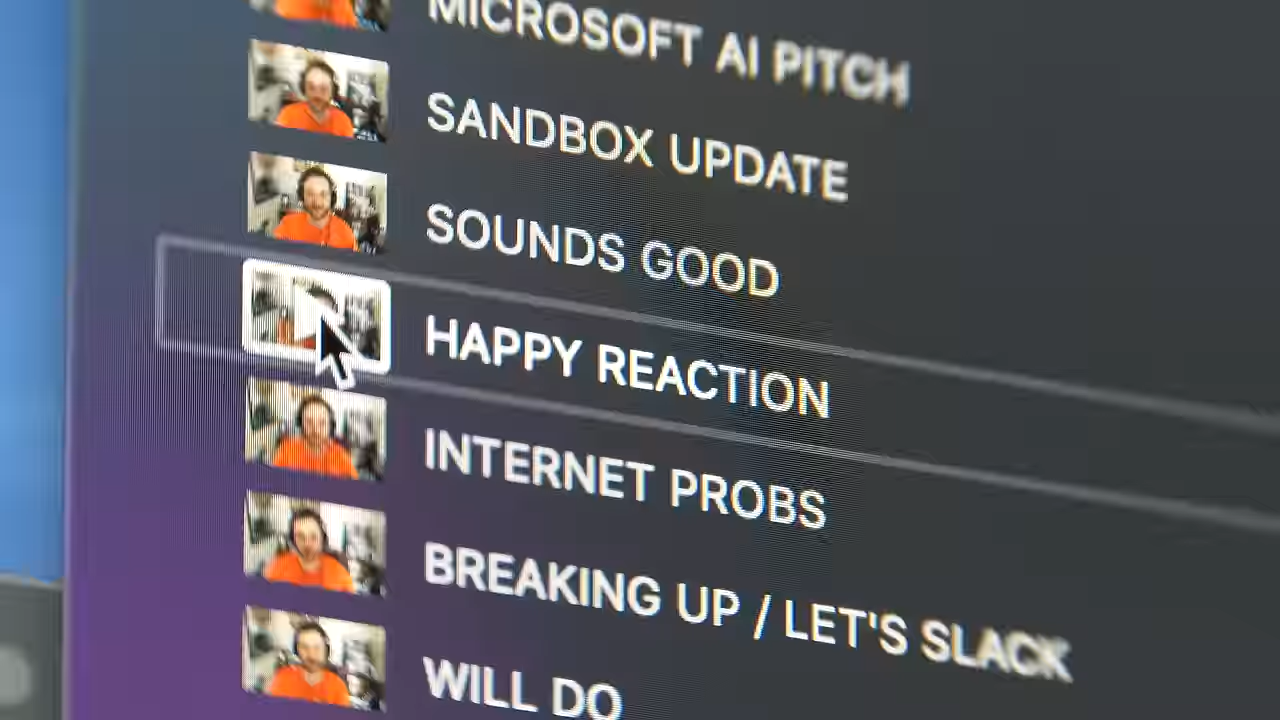 MICROSOFT AI PITCH
SANDBOX UPDATE
SOUNDS GOOD
HAPPY REACTION
INTERNET PROBS
BREAKING UP / LET'S SLACK
WILL DO